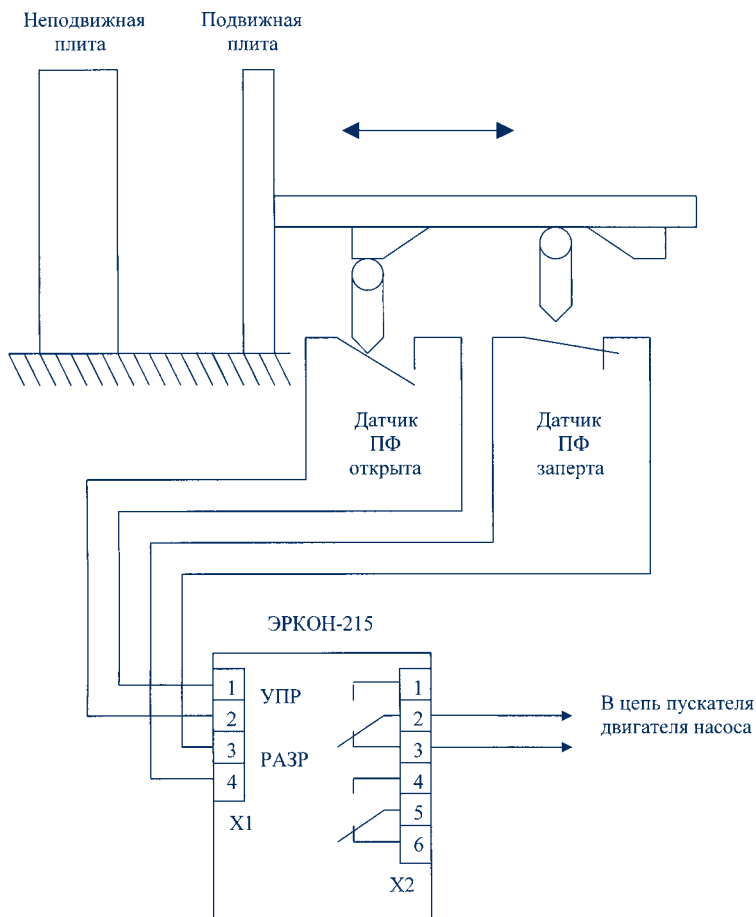 Неподвижная
плита
Подвижная
плита
Датчик
ПФ
открыта
Датчик
ПФ
заперта
ЭРКОН-215
1
2
3
4
УПР
РАЗР
X1
1
2
3
4
5
6
X2
В цепь пускателя
двигателя насоса